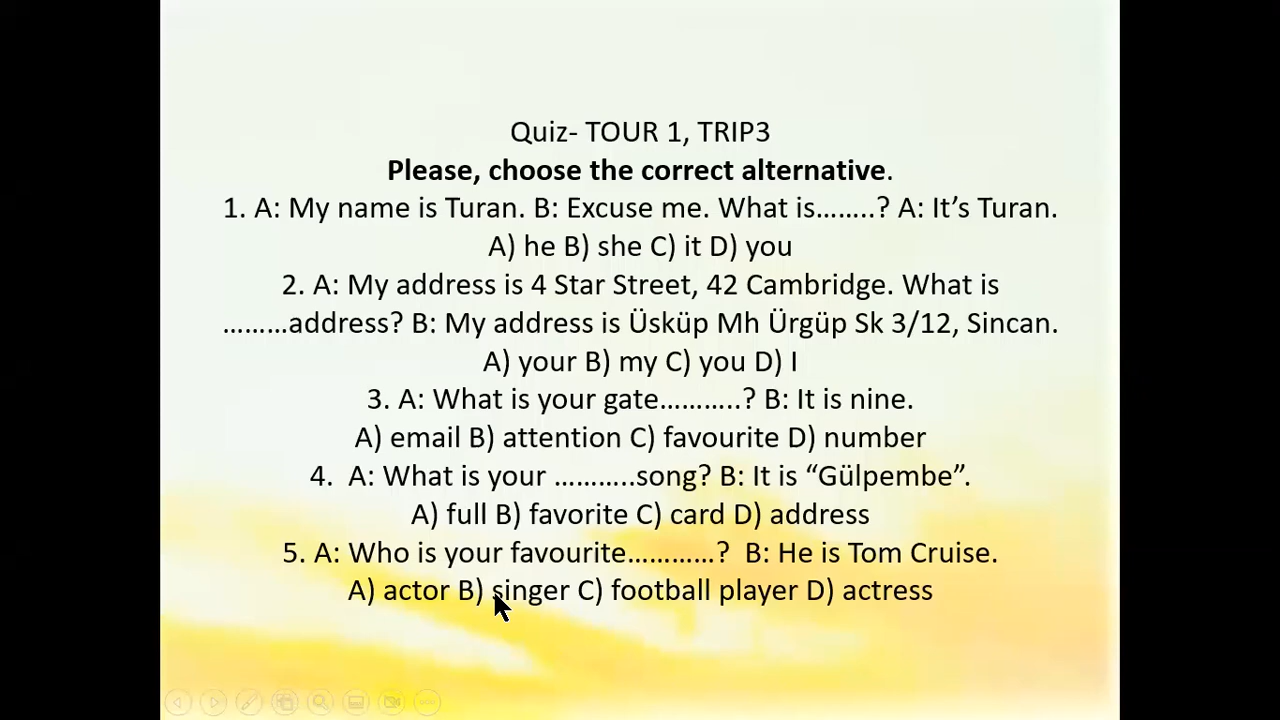 Quiz- TOUR 1, TRIP3
Please, choose the correct alternative.
1. A: My name is Turan. B: Excuse me. What is……..? A: It’s Turan.
A) he B) she C) it D) you
2. A: My address is 4 Star Street, 42 Cambridge. What is
………address? B: My address is Üsküp Mh Ürgüp Sk 3/12, Sincan.
A) your B) my C) you D) I
3. A: What is your gate………..? B: It is nine.
A) email B) attention C) favourite D) number
4.  A: What is your ………..song? B: It is “Gülpembe”.
A) full B) favorite C) card D) address
5. A: Who is your favourite…………?  B: He is Tom Cruise.
A) actor B) singer C) football player D) actress